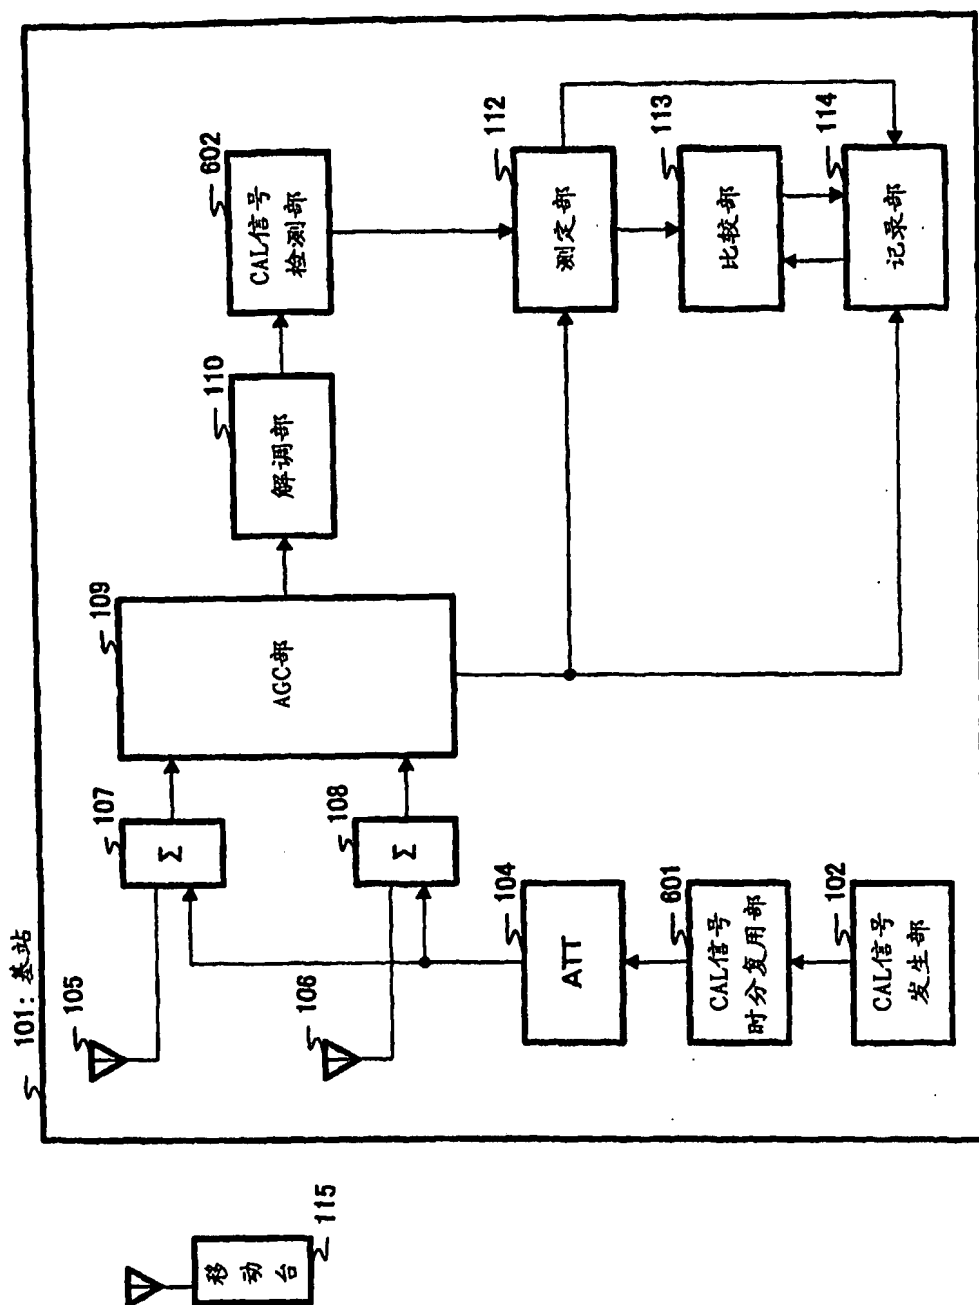 101：基站
105
106
107
Σ
108
Σ
109
AGC部
110
解调部
602
CAL信号
检测部
112
测定部
113
比较部
114
记录部
104
ATT
601
CAL信号
时分复用部
102
CAL信号
发生部
115
移动台